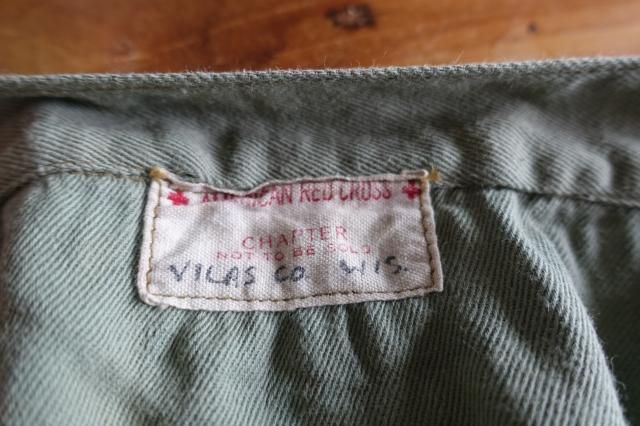 AMERICAN RED CROSS
CHAPTER
NOT TO BE SOLD
VILAS CO. WIS.